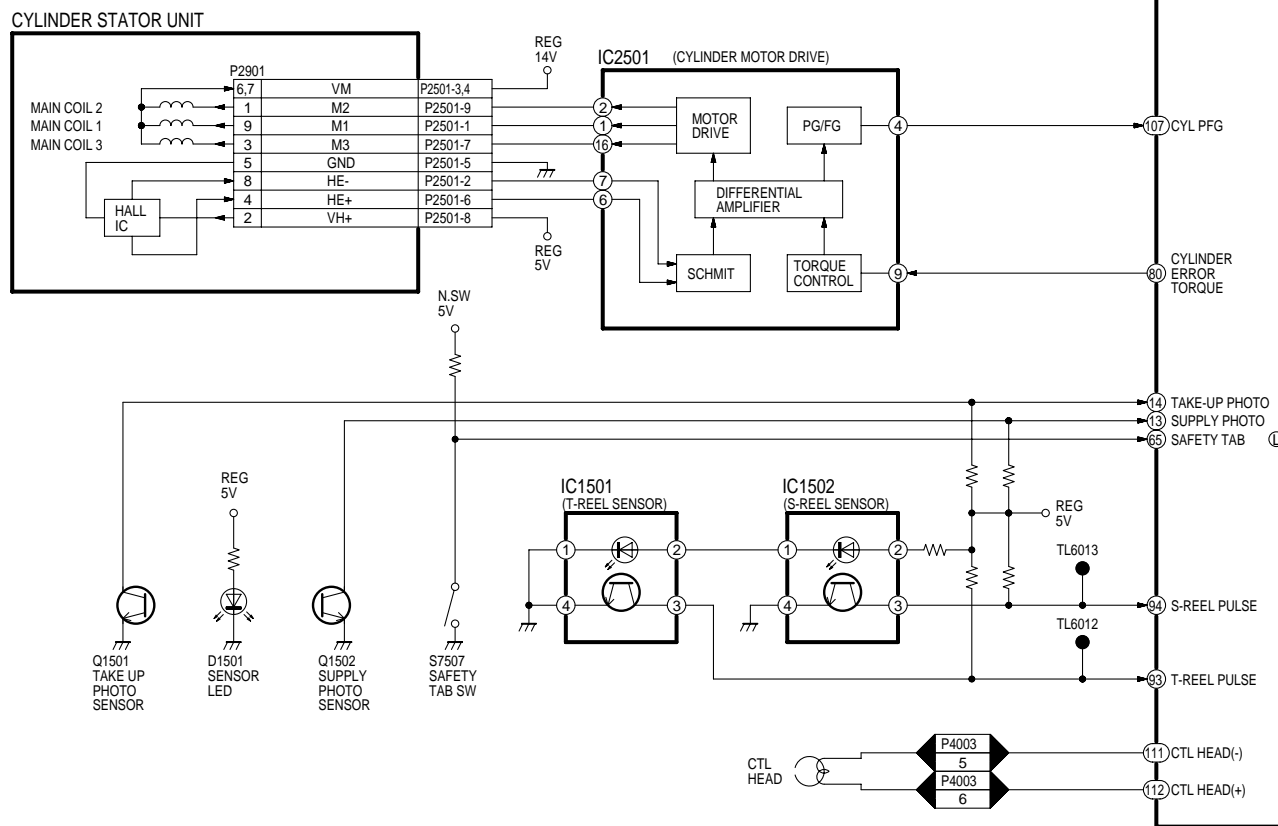 CYLINDER STATOR UNIT
REG
14V
IC2501 (CYLINDER MOTOR DRIVE)
P2901
6,7 VM P2501-3,4
MAIN COIL 2 1 M2 P2501-9 2
MAIN COIL 1 9 M1 P2501-1 1
MAIN COIL 3 3 M3 P2501-7 16
5 GND P2501-5
8 HE- P2501-2 7
4 HE+ P2501-6 6
2 VH+ P2501-8
HALL
IC
REG
5V
MOTOR
DRIVE
PG/FG
4
107 CYL PFG
DIFFERENTIAL
AMPLIFIER
SCHMIT
TORQUE
CONTROL
9
80 CYLINDER
ERROR
TORQUE
N.SW
5V
14 TAKE-UP PHOTO
13 SUPPLY PHOTO
65 SAFETY TAB
REG
5V
IC1501
(T-REEL SENSOR)
1 2
4 3
IC1502
(S-REEL SENSOR)
1 2
4 3
REG
5V
TL6013
94 S-REEL PULSE
TL6012
93 T-REEL PULSE
Q1501
TAKE UP
PHOTO
SENSOR
D1501
SENSOR
LED
Q1502
SUPPLY
PHOTO
SENSOR
S7507
SAFETY
TAB SW
CTL
HEAD
P4003
5
111 CTL HEAD(-)
P4003
6
112 CTL HEAD(+)